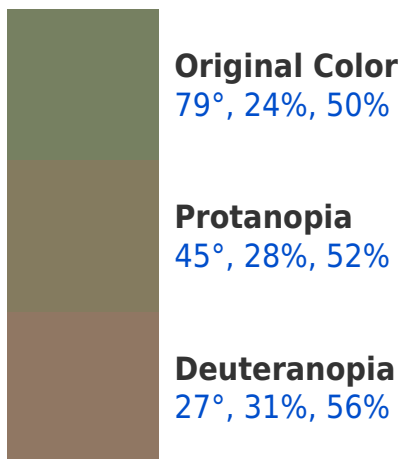 Original Color
79°, 24%, 50%
Protanopia
45°, 28%, 52%
Deuteranopia
27°, 31%, 56%